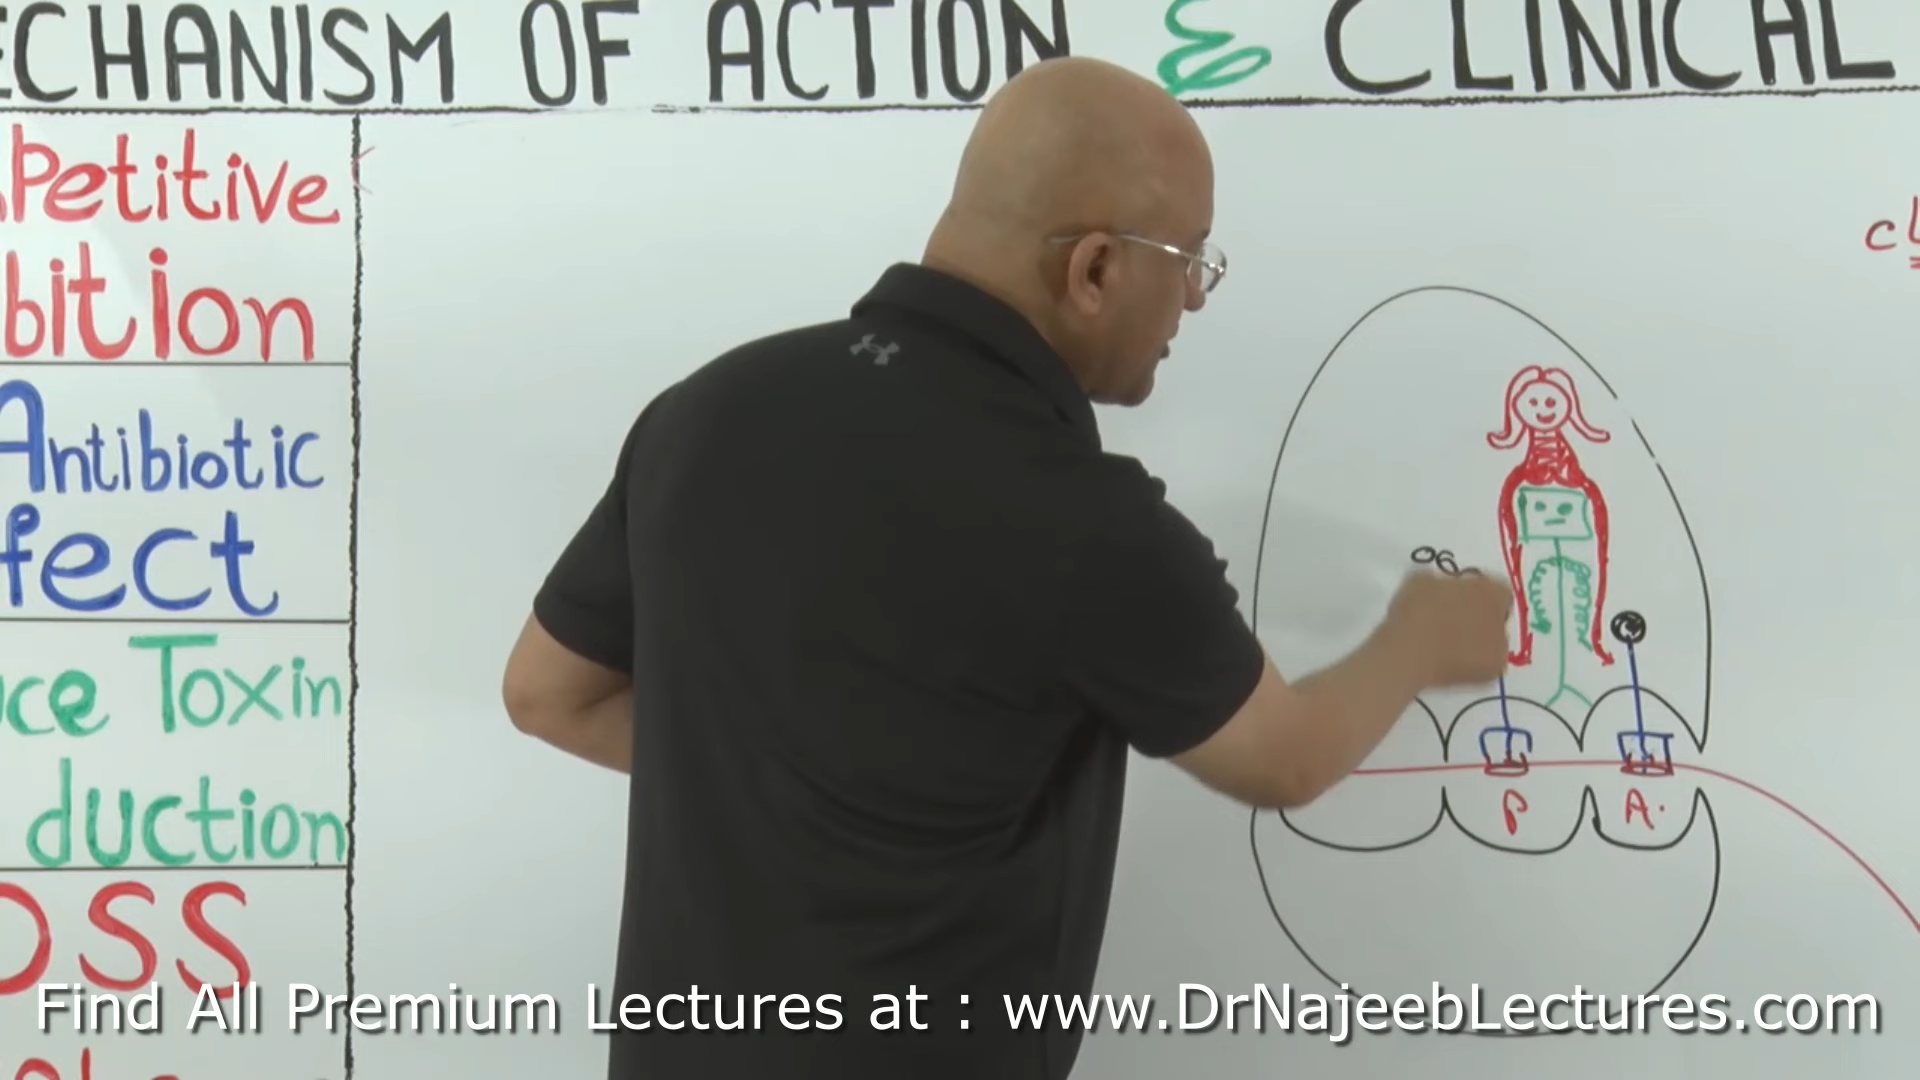 ECHANISM OF ACTION & CLINICAL
Petitive
bition
Antibiotic
fect
ce Toxin
duction
OSS
P A.
Find All Premium Lectures at : www.DrNajeebLectures.com